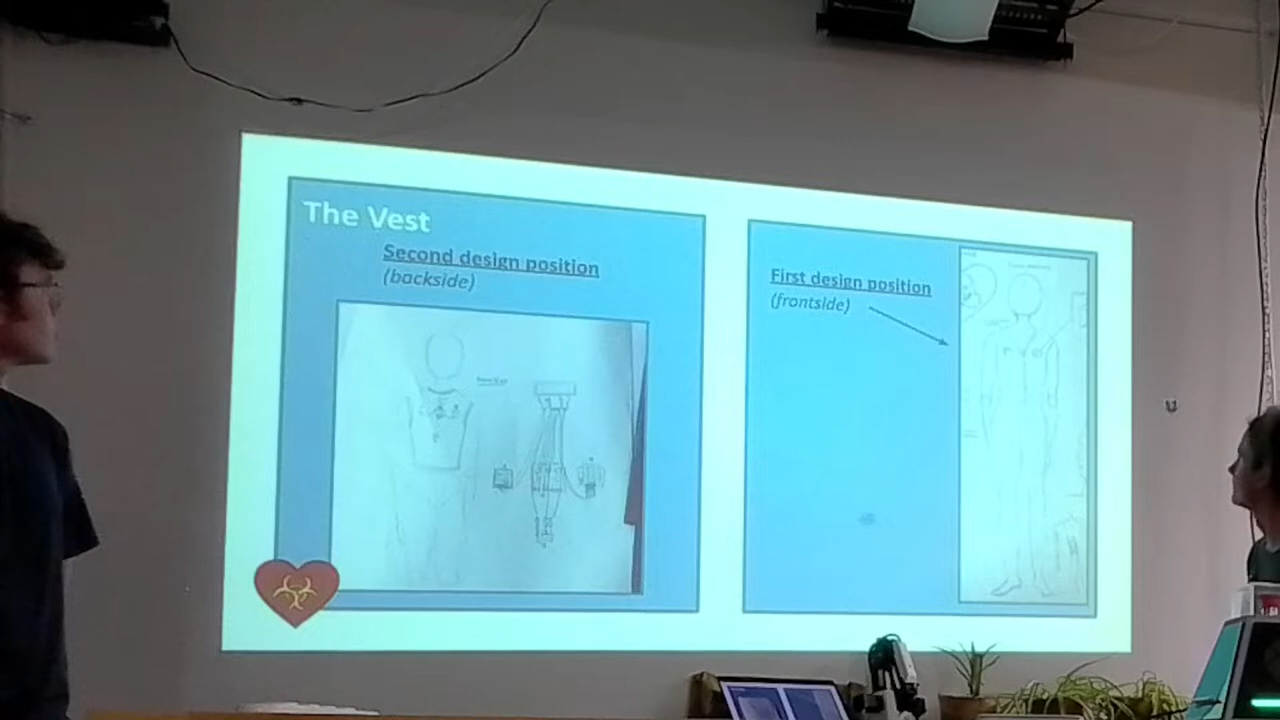 The Vest
Second design position
(backside)
First design position
(frontside)